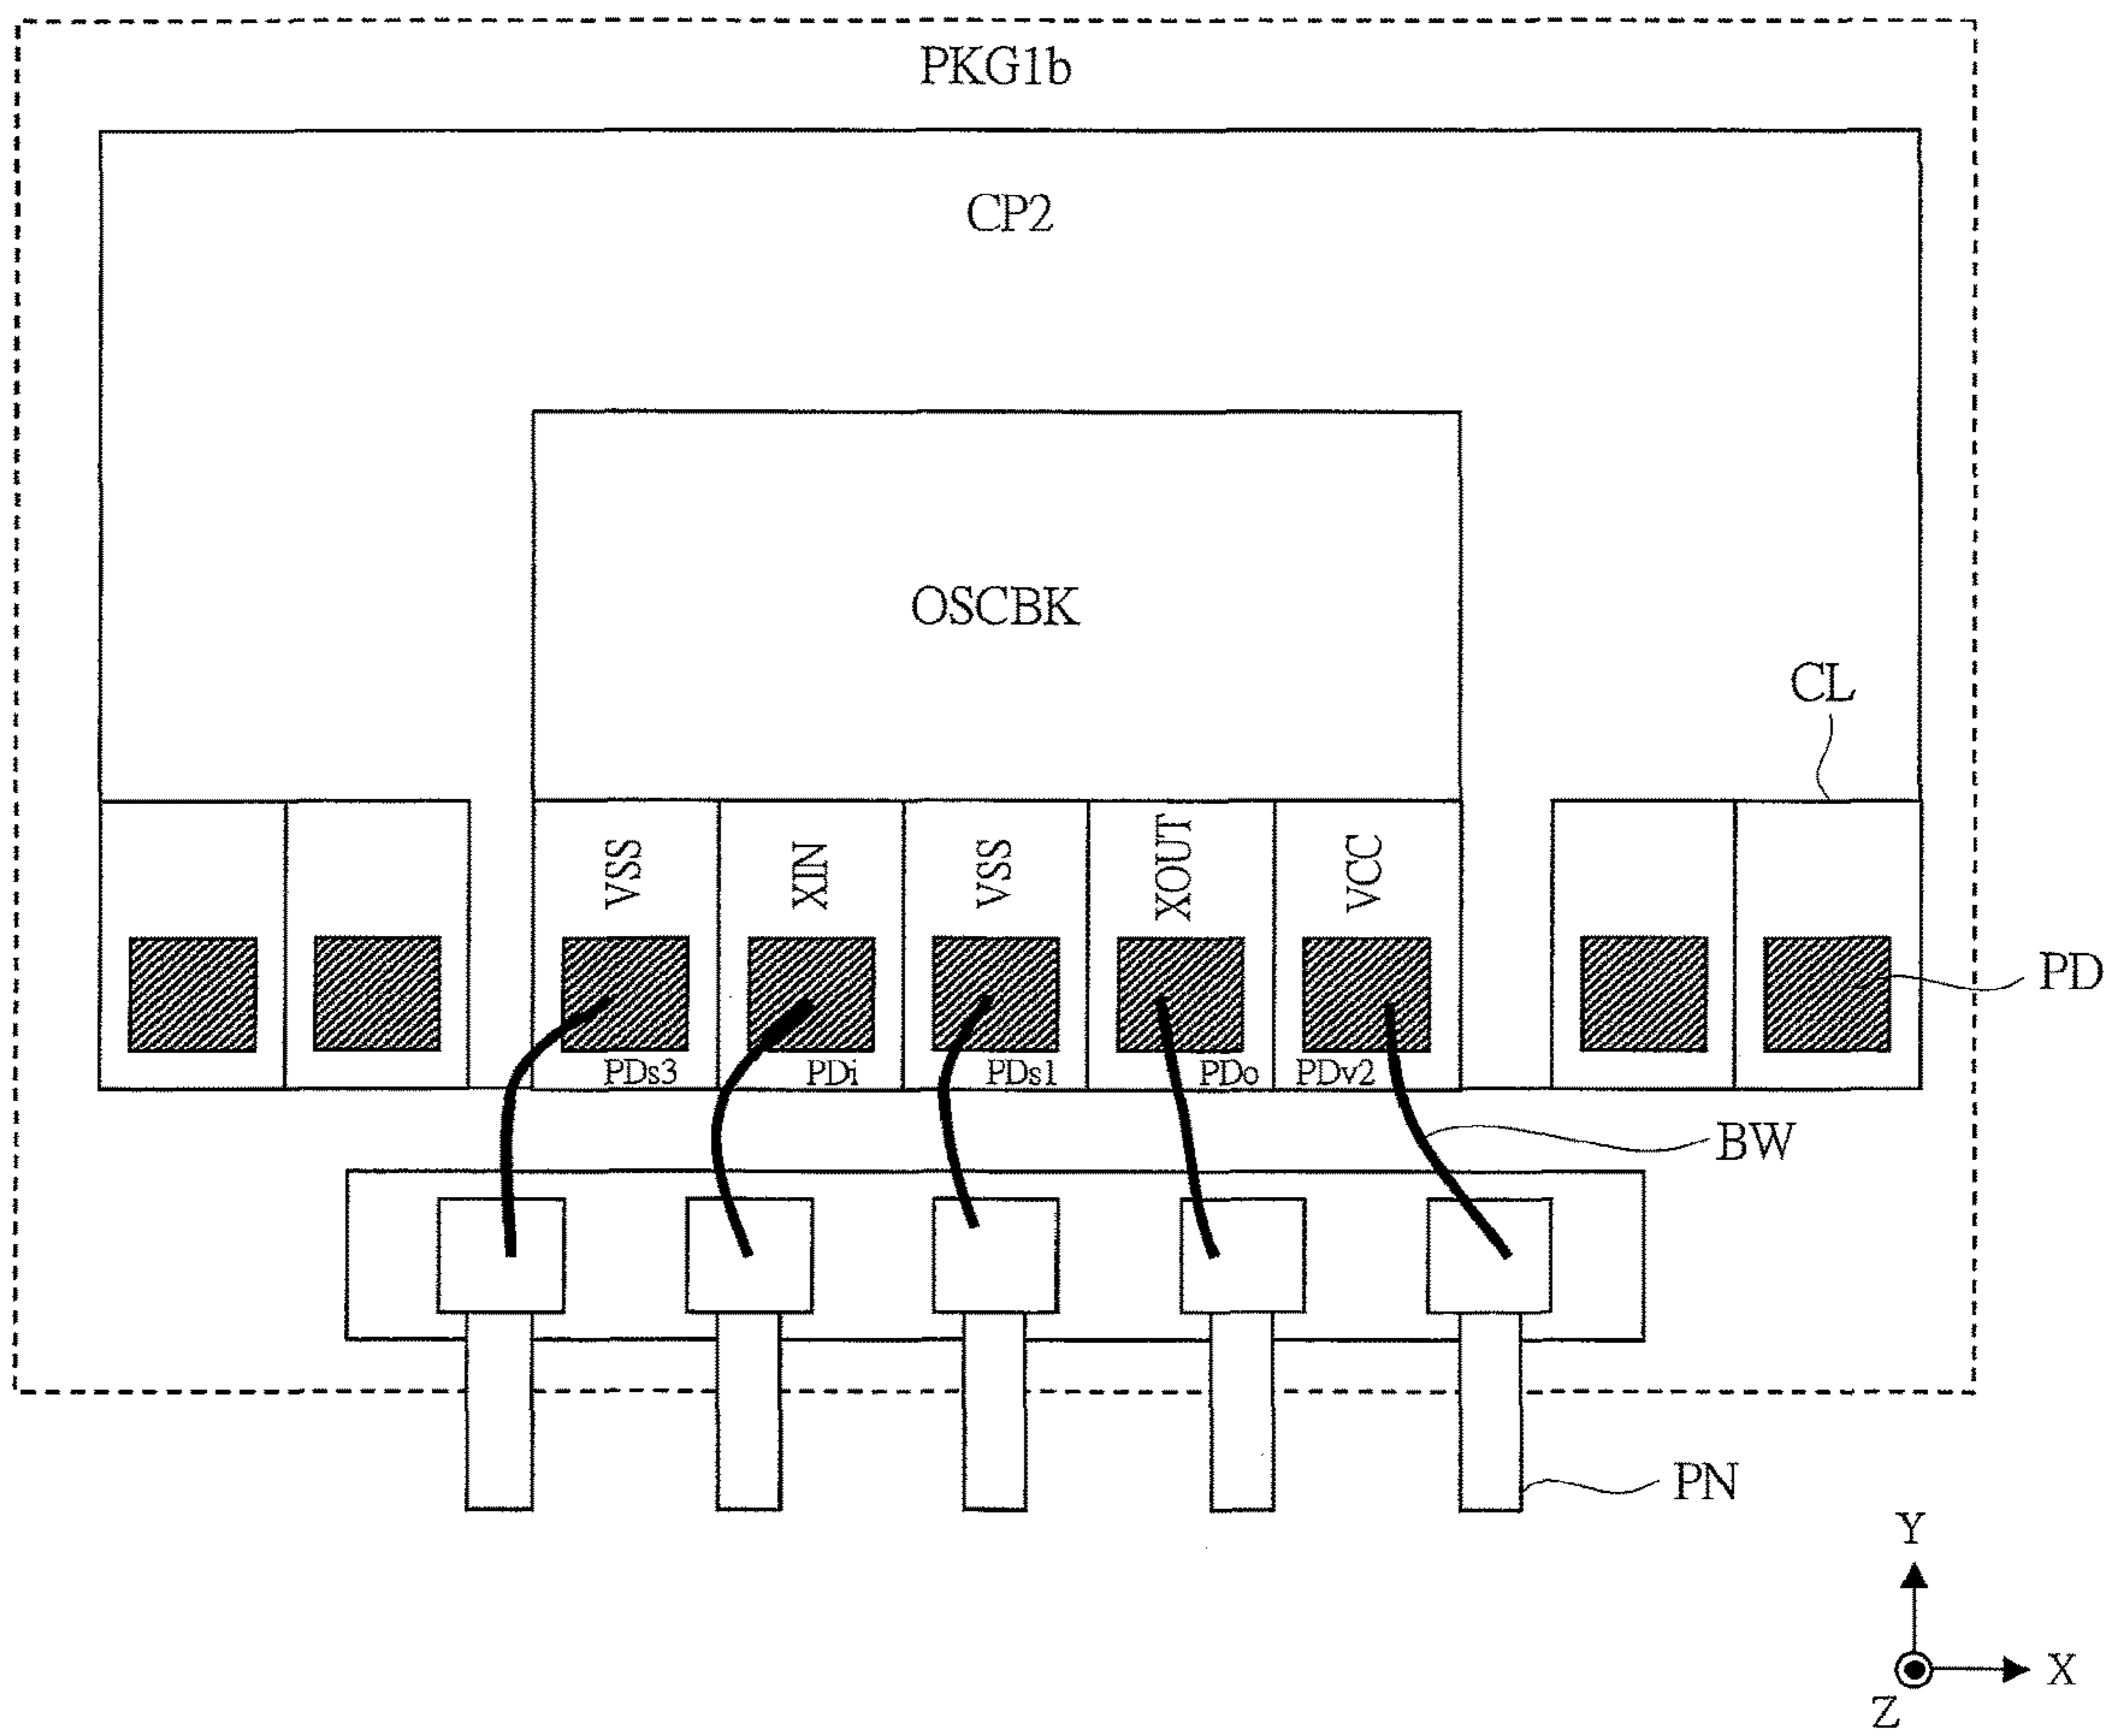 PKG1b
CP2
OSCBK
CL
VSS
XIN
VSS
XOUT
VCC
PD
PDs3
PDi
PDs1
PDo
PDv2
BW
PN
Y
X
Z